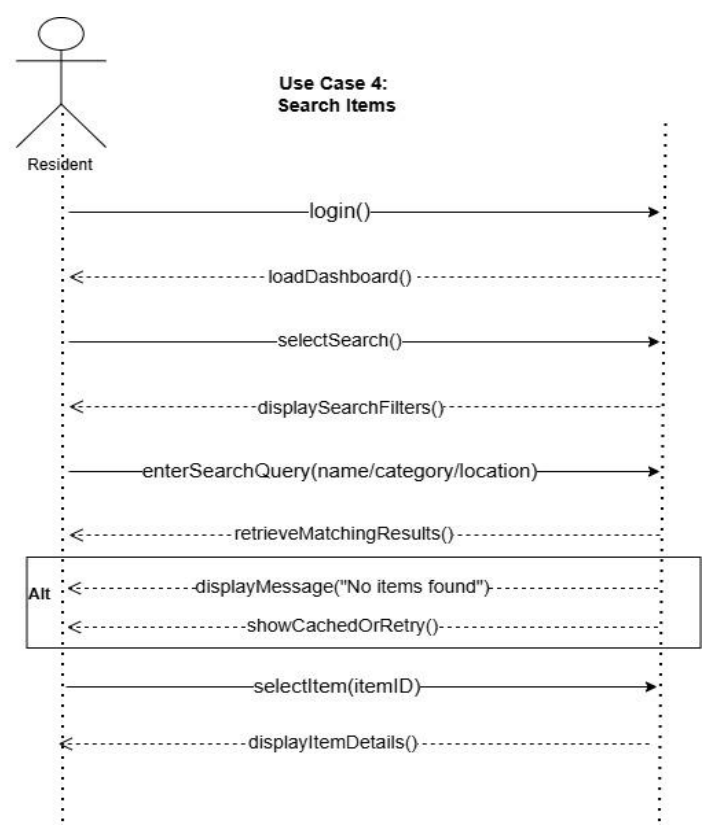 Use Case 4:
Search Items
Resident
login()
loadDashboard()
selectSearch()
displaySearchFilters()
enterSearchQuery(name/category/location)
retrieveMatchingResults()
Alt
displayMessage("No items found")
showCachedOrRetry()
selectItem(itemID)
displayItemDetails()